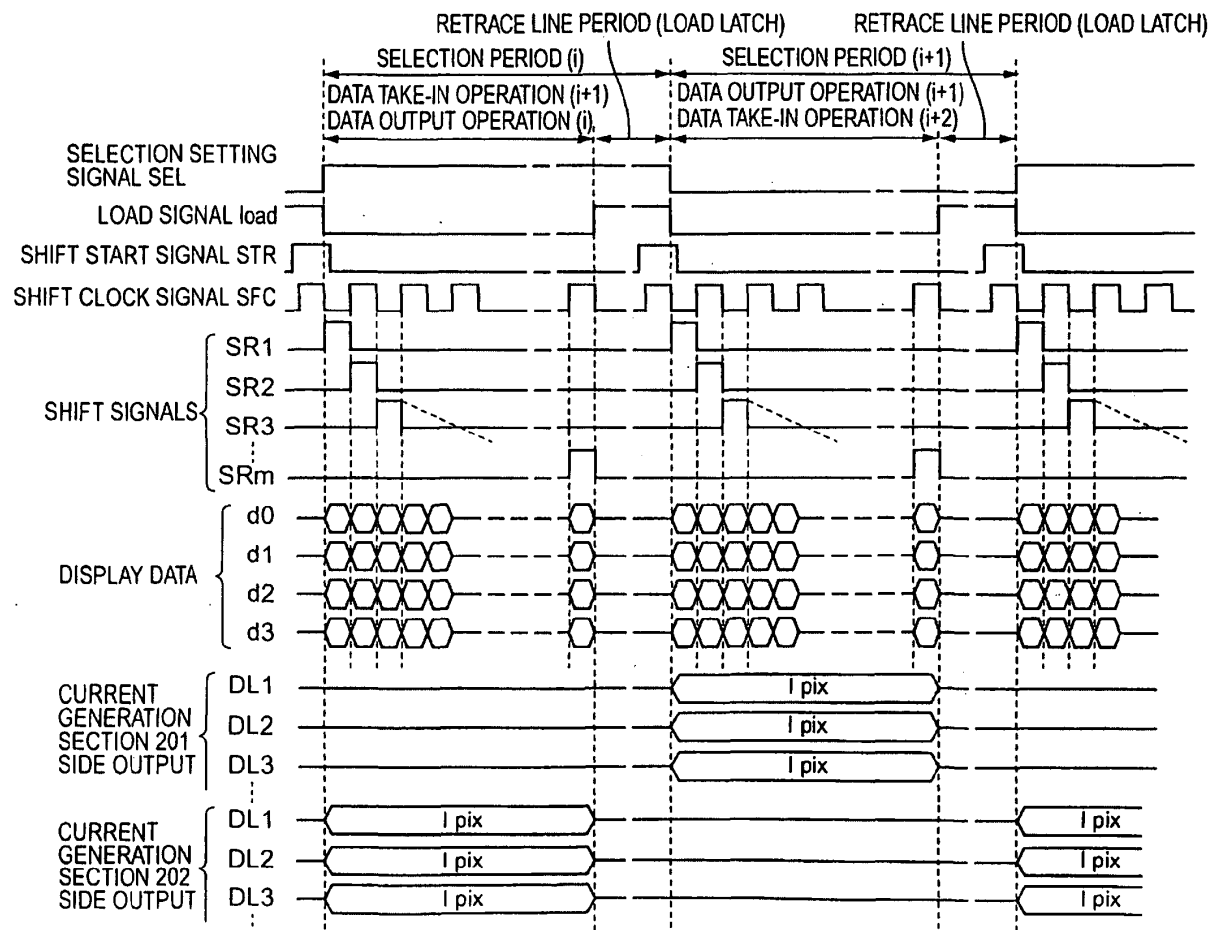 RETRACE LINE PERIOD (LOAD LATCH)
RETRACE LINE PERIOD (LOAD LATCH)
SELECTION PERIOD (i)
SELECTION PERIOD (i+1)
DATA TAKE-IN OPERATION (i+1)
DATA OUTPUT OPERATION (i)
DATA OUTPUT OPERATION (i+1)
DATA TAKE-IN OPERATION (i+2)
SELECTION SETTING
SIGNAL SEL
LOAD SIGNAL load
SHIFT START SIGNAL STR
SHIFT CLOCK SIGNAL SFC
SHIFT SIGNALS
SR1
SR2
SR3
SRm
DISPLAY DATA
d0
d1
d2
d3
CURRENT
GENERATION
SECTION 201
SIDE OUTPUT
DL1
I pix
DL2
I pix
DL3
I pix
CURRENT
GENERATION
SECTION 202
SIDE OUTPUT
DL1
I pix
I pix
DL2
I pix
I pix
DL3
I pix
I pix